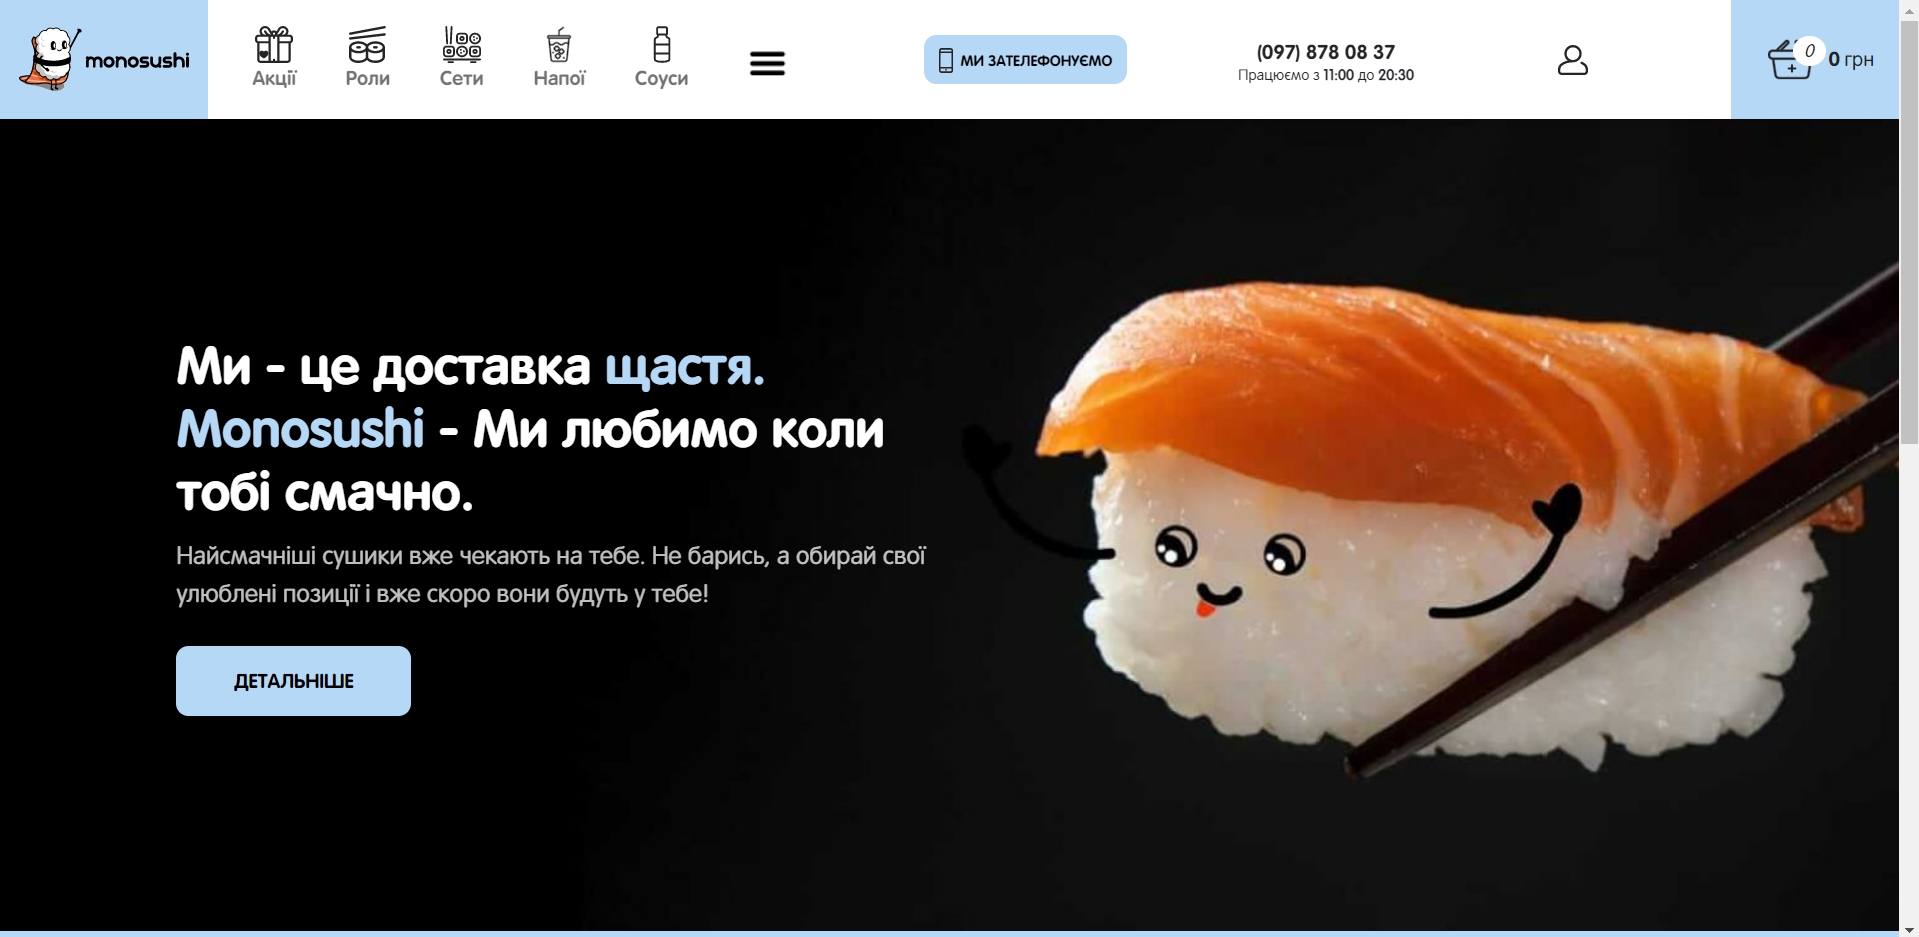 monosushi
Акції
Роли
Сети
Напої
Соуси
МИ ЗАТЕЛЕФОНУЄМО
(097) 878 08 37
Працюємо з 11:00 до 20:30
0
0 грн
Ми - це доставка щастя.
Monosushi - Ми любимо коли
тобі смачно.
Найсмачніші сушики вже чекають на тебе. Не барись, а обирай свої
улюблені позиції і вже скоро вони будуть у тебе!
ДЕТАЛЬНІШЕ